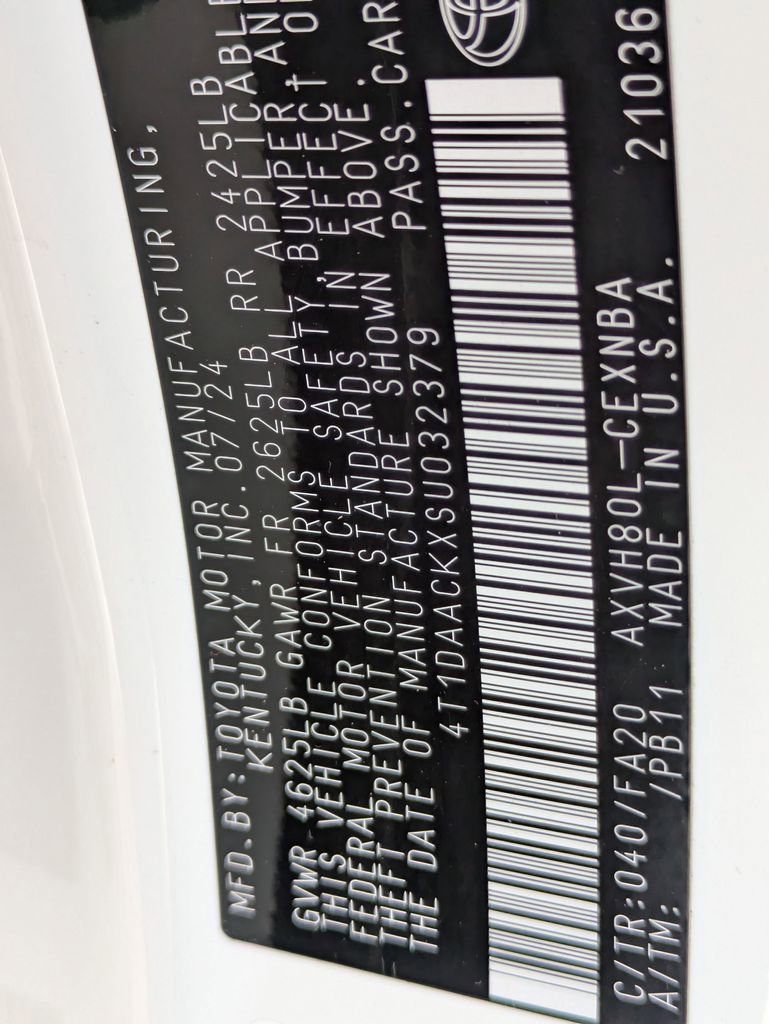 MFD.BY:TOYOTA MOTOR MANUFACTURING,
KENTUCKY, INC.07/24
GVWR 4625LB GAWR FR 2625LB RR 2425LB
THIS VEHICLE CONFORMS TO ALL APPLICABLE
FEDERAL MOTOR VEHICLE SAFETY, BUMPER, AND
THEFT PREVENTION STANDARDS IN EFFECT ON
THE DATE OF MANUFACTURE SHOWN ABOVE.
4T1DAACKXSU032379 PASS.CAR
C/TR:040/FA20 AXVH80L-CEXNBA
A/TM: /PB11 MADE IN U.S.A. 21036